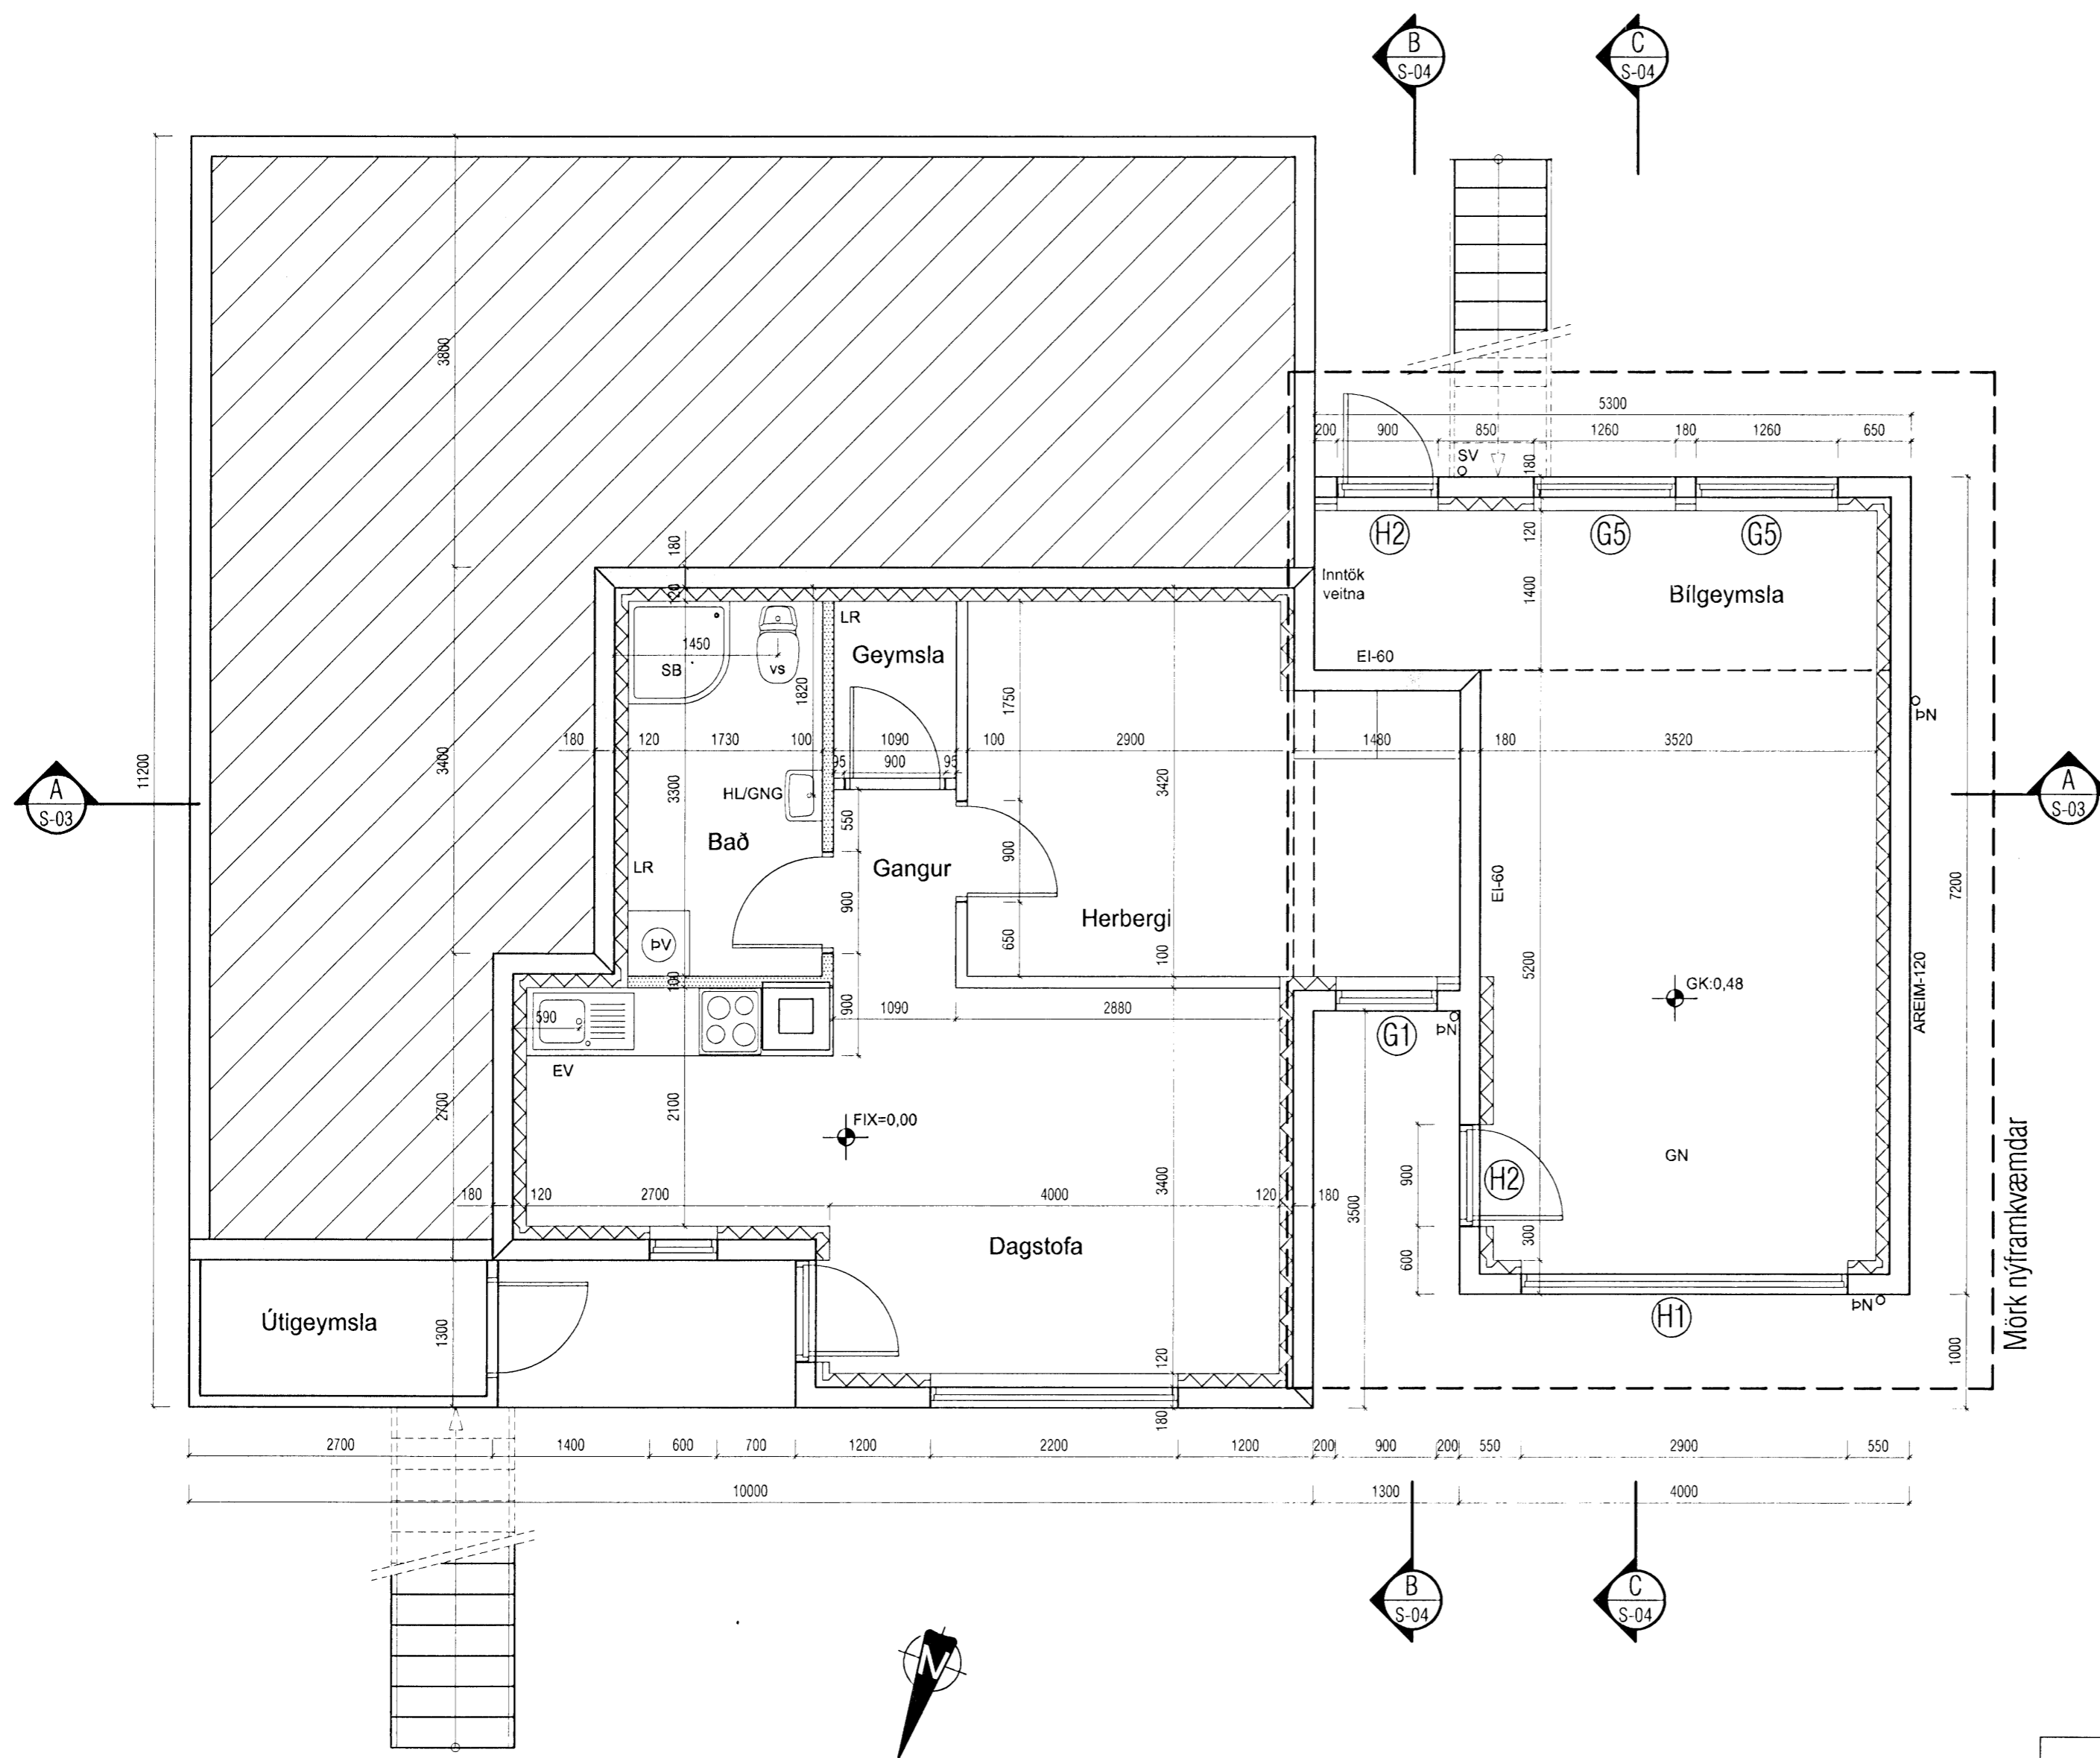 B
S-04
C
S-04
11200
3880
5300
200
900
850
1260
180
1260
650
SV
180
H2
G5
G5
120
Inntök
veitna
1400
Bílgeymsla
180
120
LR
1450
SB
vs
Geymsla
1820
1750
EI-60
ÞN
180
120
1730
100
1090
100
2900
1480
180
3520
95
900
95
3400
3300
HL/GNG
3420
A
S-03
A
S-03
550
Bað
LR
Gangur
900
900
EI-60
7200
Herbergi
650
100
ÞV
5200
GK:0,48
AREIM-120
100
590
900
1090
2880
G1
ÞN
EV
2700
2100
FIX=0,00
Mörk nýframkvæmdar
GN
900
H2
3400
180
120
2700
4000
120
180
3500
Dagstofa
300
600
Útigeymsla
1300
120
H1
ÞN
1000
180
2700
1400
600
700
1200
2200
1200
200
900
200
550
2900
550
10000
1300
4000
B
S-04
C
S-04
N